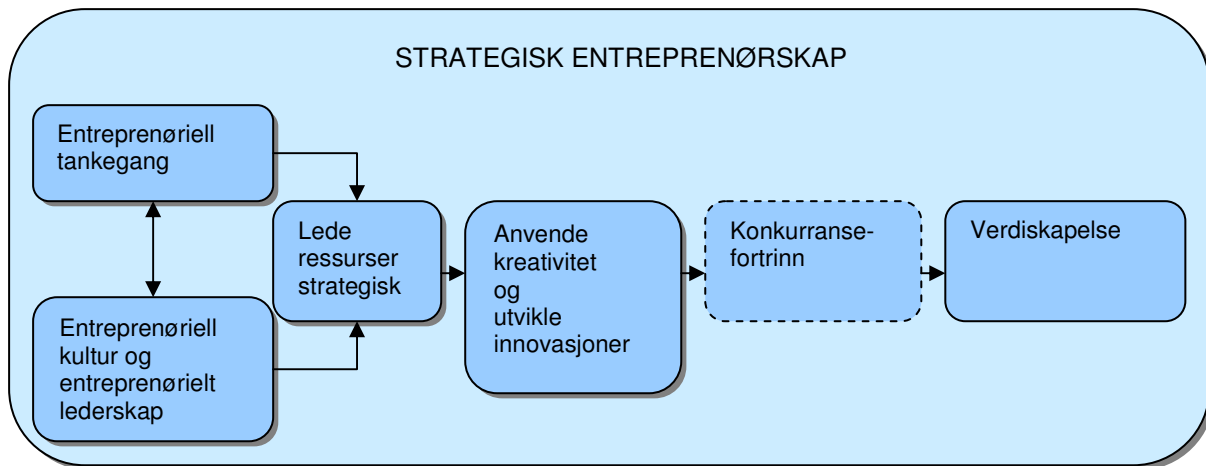 STRATEGISK ENTREPRENØRSKAP
Entreprenøriell
tankegang
Entreprenøriell
kultur og
entreprenørielt
lederskap
Lede
ressurser
strategisk
Anvende
kreativitet
og
utvikle
innovasjoner
Konkurranse-
fortrinn
Verdiskapelse